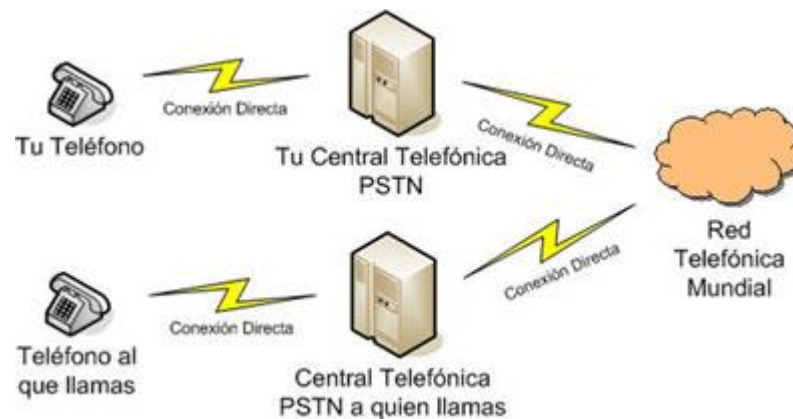 Conexión Directa
Tu Teléfono
Tu Central Telefónica
PSTN
Conexión Directa
Red
Telefónica
Mundial
Conexión Directa
Teléfono al
que llamas
Conexión Directa
Central Telefónica
PSTN a quien llamas